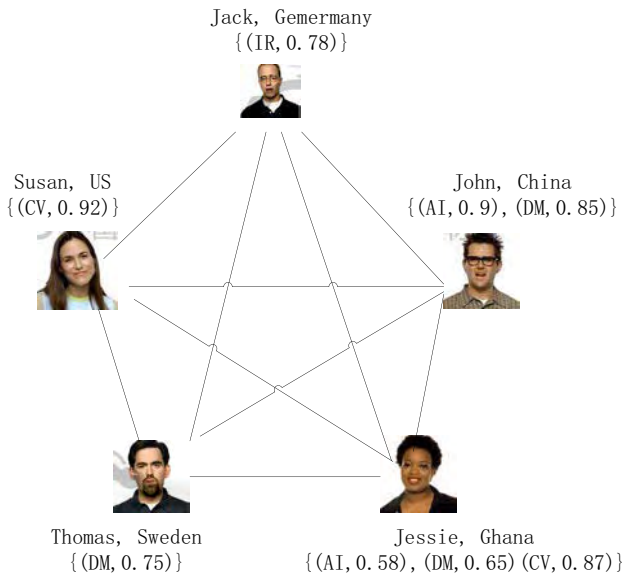 Jack, Gemermany
{(IR,0.78)}
Susan, US
{(CV,0.92)}
John, China
{(AI,0.9),(DM,0.85)}
Thomas, Sweden
{(DM,0.75)}
Jessie, Ghana
{(AI,0.58),(DM,0.65)(CV,0.87)}